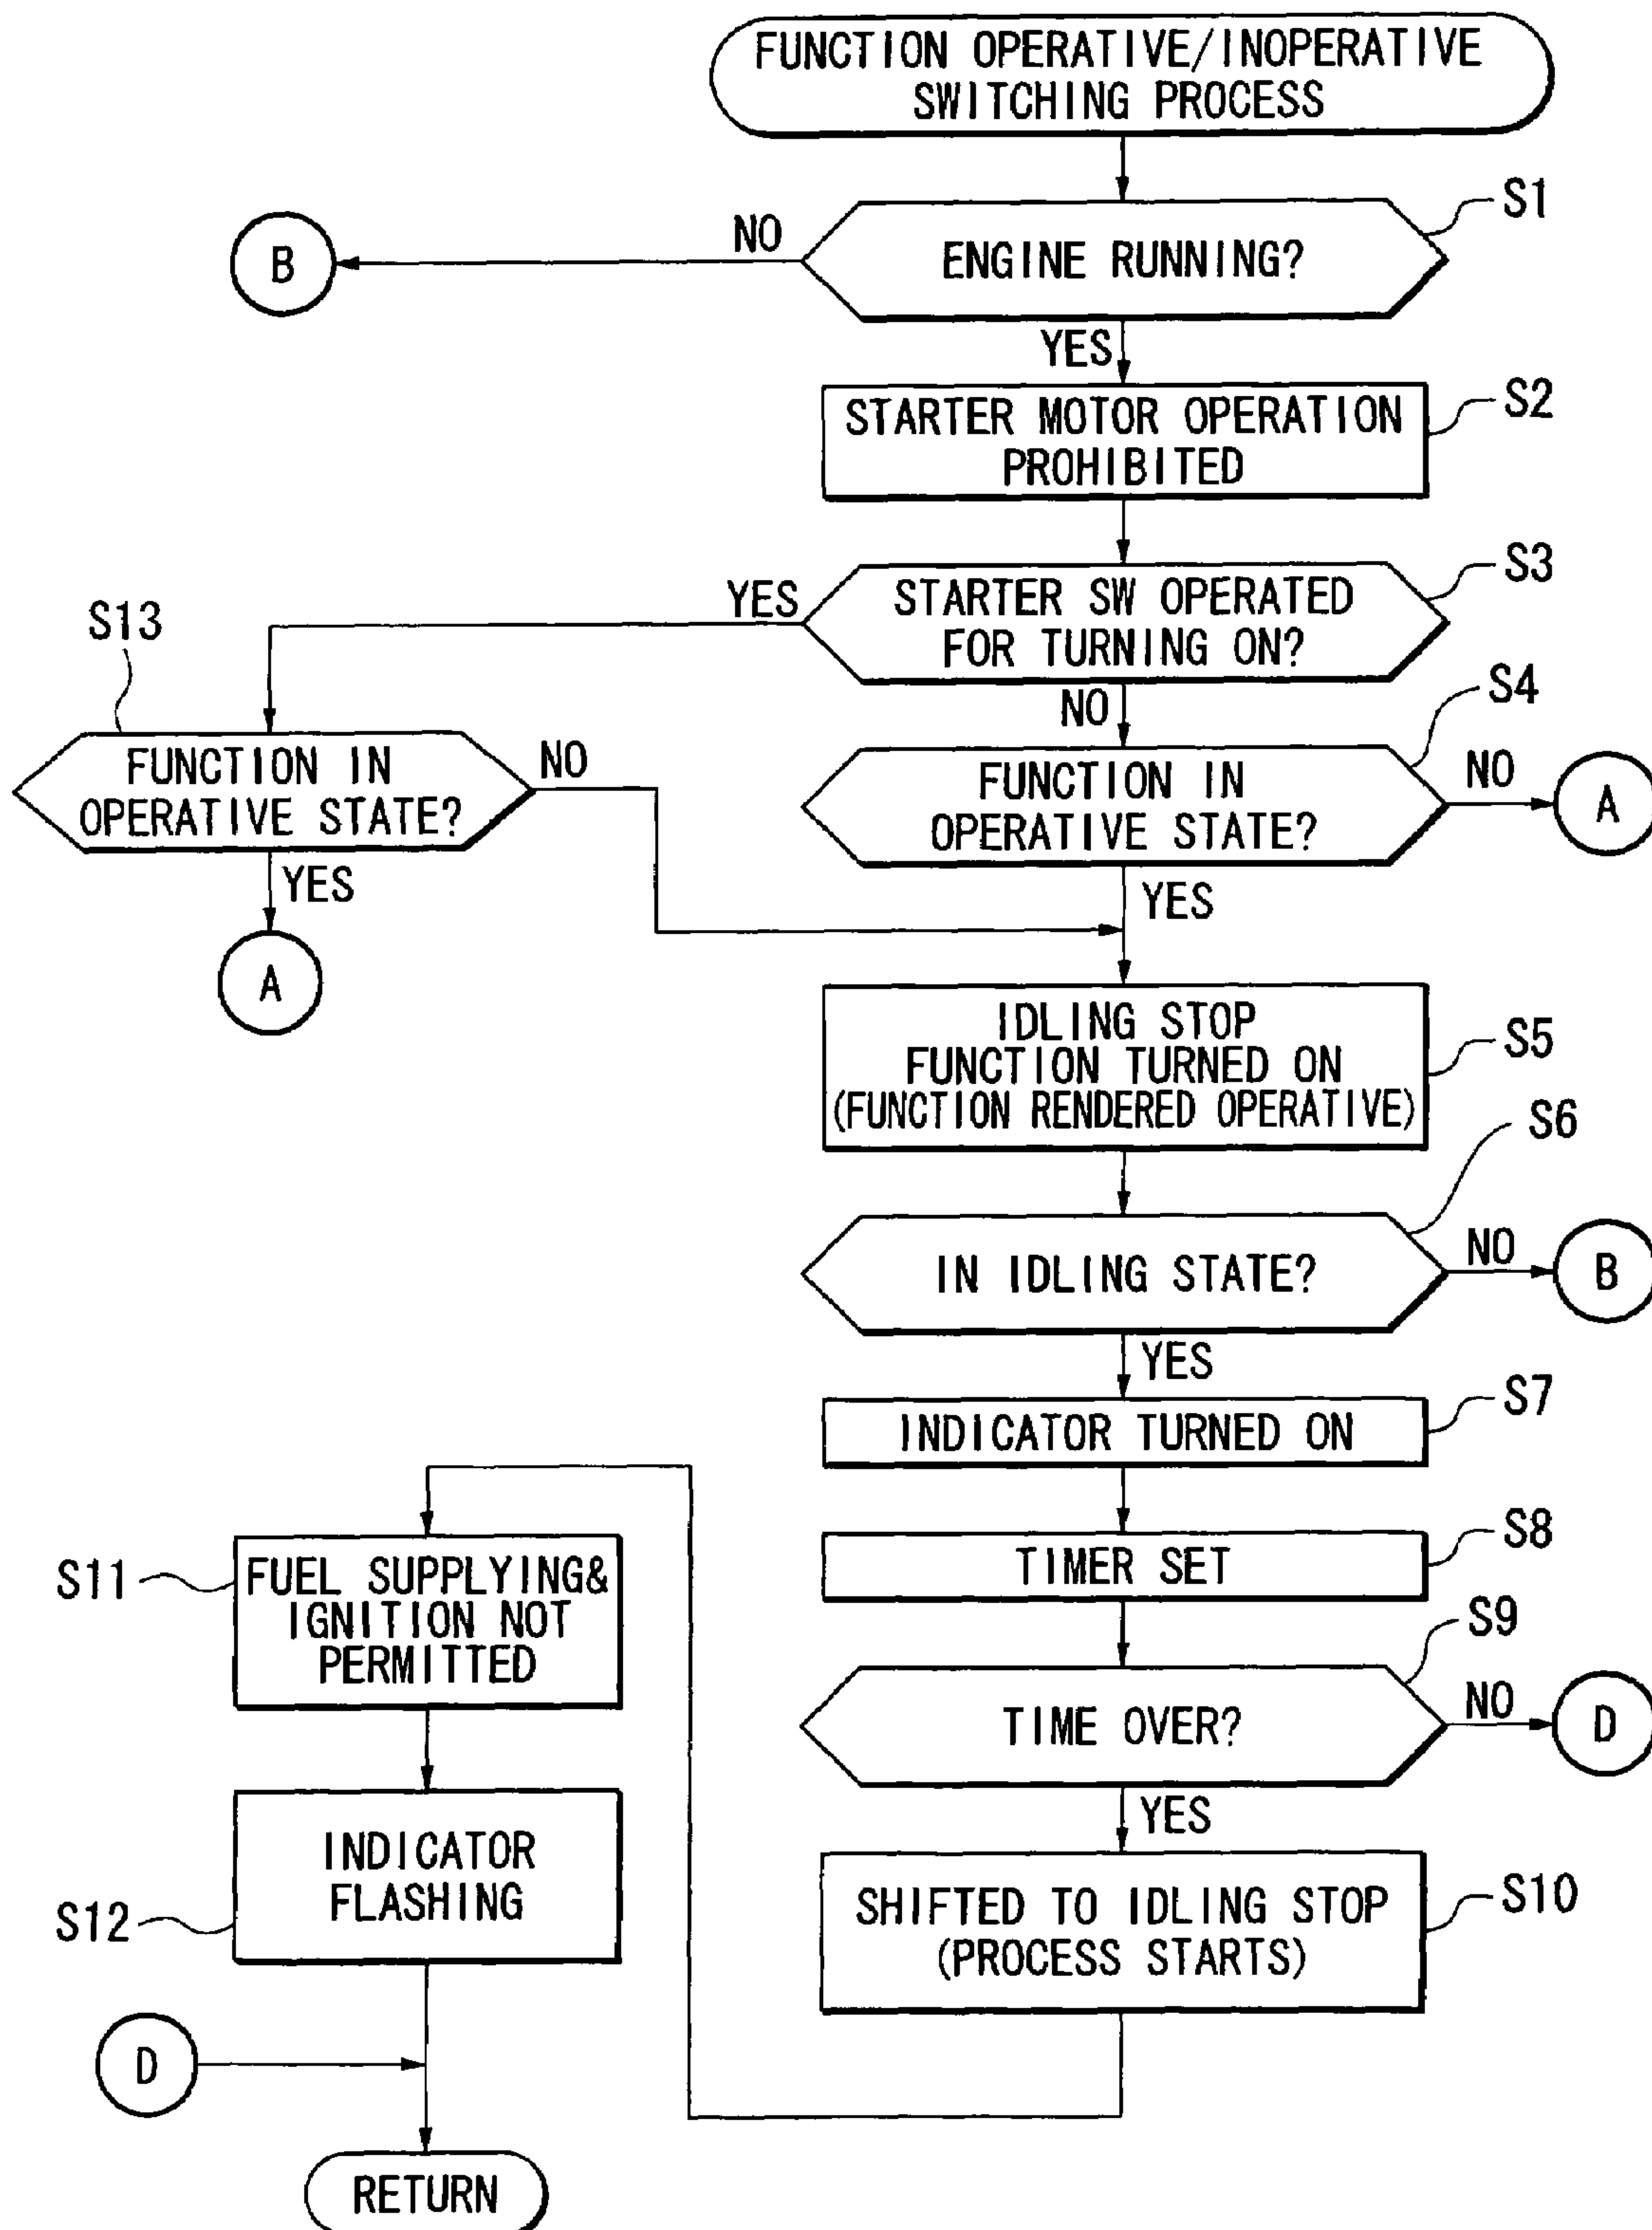 FUNCTION OPERATIVE/INOPERATIVE
SWITCHING PROCESS
S1
NO
B
ENGINE RUNNING?
YES
S2
STARTER MOTOR OPERATION
PROHIBITED
S3
YES
STARTER SW OPERATED
FOR TURNING ON?
S13
NO
S4
FUNCTION IN
OPERATIVE STATE?
NO
FUNCTION IN
OPERATIVE STATE?
NO
A
YES
YES
A
IDLING STOP
FUNCTION TURNED ON
(FUNCTION RENDERED OPERATIVE)
S5
S6
IN IDLING STATE?
NO
B
YES
S7
INDICATOR TURNED ON
S8
TIMER SET
S11
FUEL SUPPLYING&
IGNITION NOT
PERMITTED
S9
TIME OVER?
NO
D
YES
INDICATOR
FLASHING
S12
SHIFTED TO IDLING STOP
(PROCESS STARTS)
S10
D
RETURN